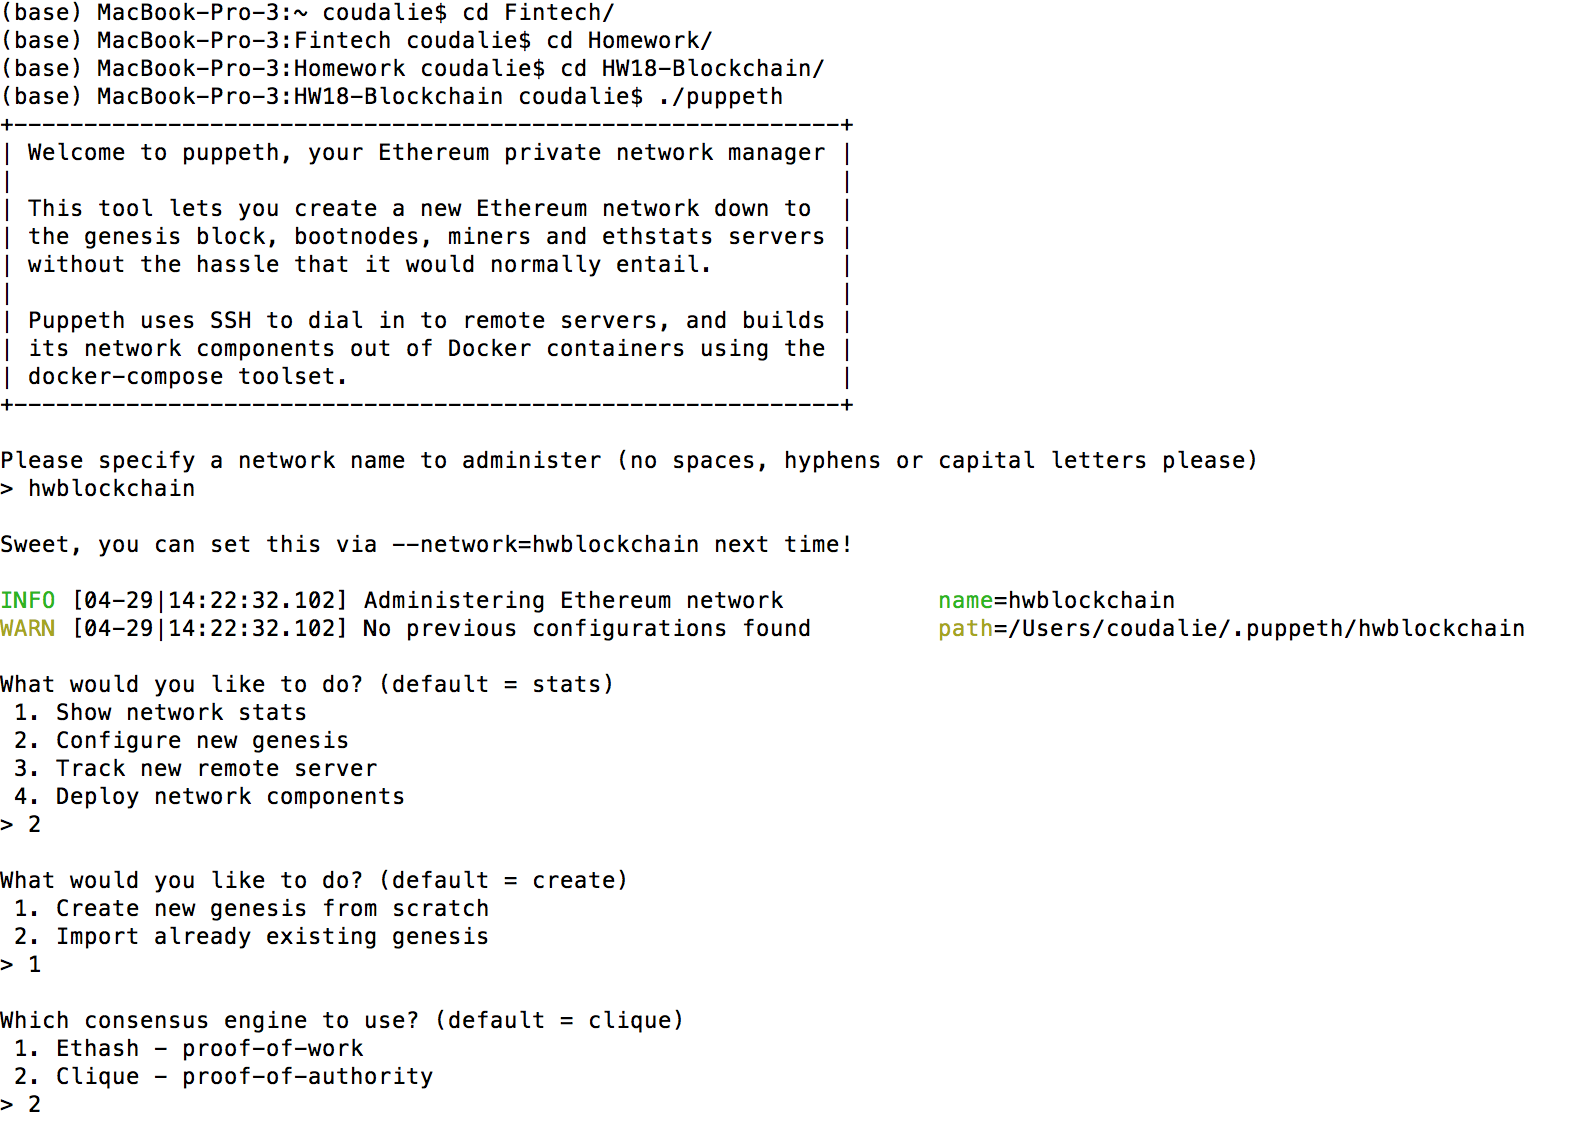 (base) MacBook-Pro-3:~ coudalie$ cd Fintech/
(base) MacBook-Pro-3:Fintech coudalie$ cd Homework/
(base) MacBook-Pro-3:Homework coudalie$ cd HW18-Blockchain/
(base) MacBook-Pro-3:HW18-Blockchain coudalie$ ./puppeth
+-----------------------------------------------------------+
| Welcome to puppeth, your Ethereum private network manager |
|                                                           |
| This tool lets you create a new Ethereum network down to  |
| the genesis block, bootnodes, miners and ethstats servers |
| without the hassle that it would normally entail.         |
|                                                           |
| Puppeth uses SSH to dial in to remote servers, and builds |
| its network components out of Docker containers using the |
| docker-compose toolset.                                   |
+-----------------------------------------------------------+

Please specify a network name to administer (no spaces, hyphens or capital letters please)
> hwblockchain

Sweet, you can set this via --network=hwblockchain next time!

INFO [04-29|14:22:32.102] Administering Ethereum network           name=hwblockchain
WARN [04-29|14:22:32.102] No previous configurations found         path=/Users/coudalie/.puppeth/hwblockchain

What would you like to do? (default = stats)
 1. Show network stats
 2. Configure new genesis
 3. Track new remote server
 4. Deploy network components
> 2

What would you like to do? (default = create)
 1. Create new genesis from scratch
 2. Import already existing genesis
> 1

Which consensus engine to use? (default = clique)
 1. Ethash - proof-of-work
 2. Clique - proof-of-authority
> 2